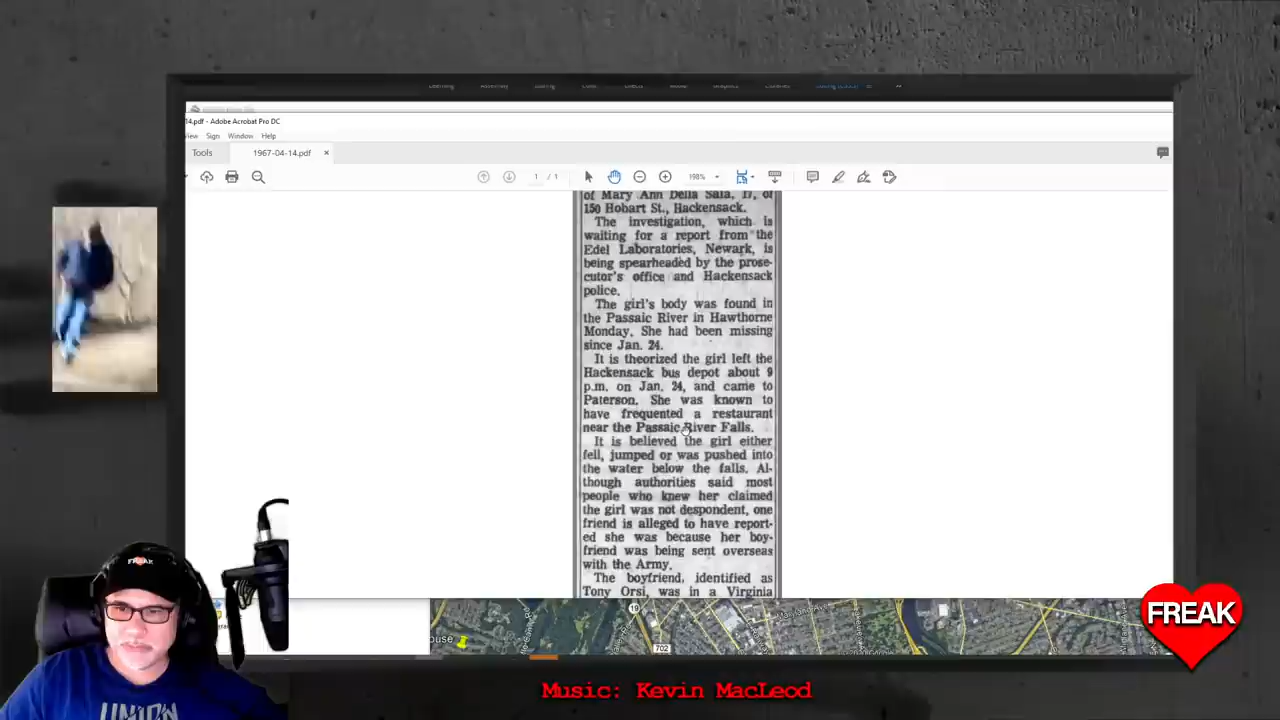 14.pdf - Adobe Acrobat Pro DC
View Sign Window Help
Tools 1967-04-14.pdf ×
1 / 1 198%
of Mary Ann Della Sala, 17, of
150 Hobart St., Hackensack.
The investigation, which is
waiting for a report from the
Edel Laboratories, Newark, is
being spearheaded by the prose-
cutor's office and Hackensack
police.
The girl's body was found in
the Passaic River in Hawthorne
Monday. She had been missing
since Jan. 24.
It is theorized the girl left the
Hackensack bus depot about 9
p.m. on Jan. 24, and came to
Paterson. She was known to
have frequented a restaurant
near the Passaic River Falls.
It is believed the girl either
fell, jumped or was pushed into
the water below the falls. Al-
though authorities said most
people who knew her claimed
the girl was not despondent, one
friend is alleged to have report-
ed she was because her boy-
friend was being sent overseas
with the Army.
The boyfriend, identified as
Tony Orsi, was in a Virginia
FREAK
UNION
19
702
Maryland Ave
FREAK
Music: Kevin MacLeod